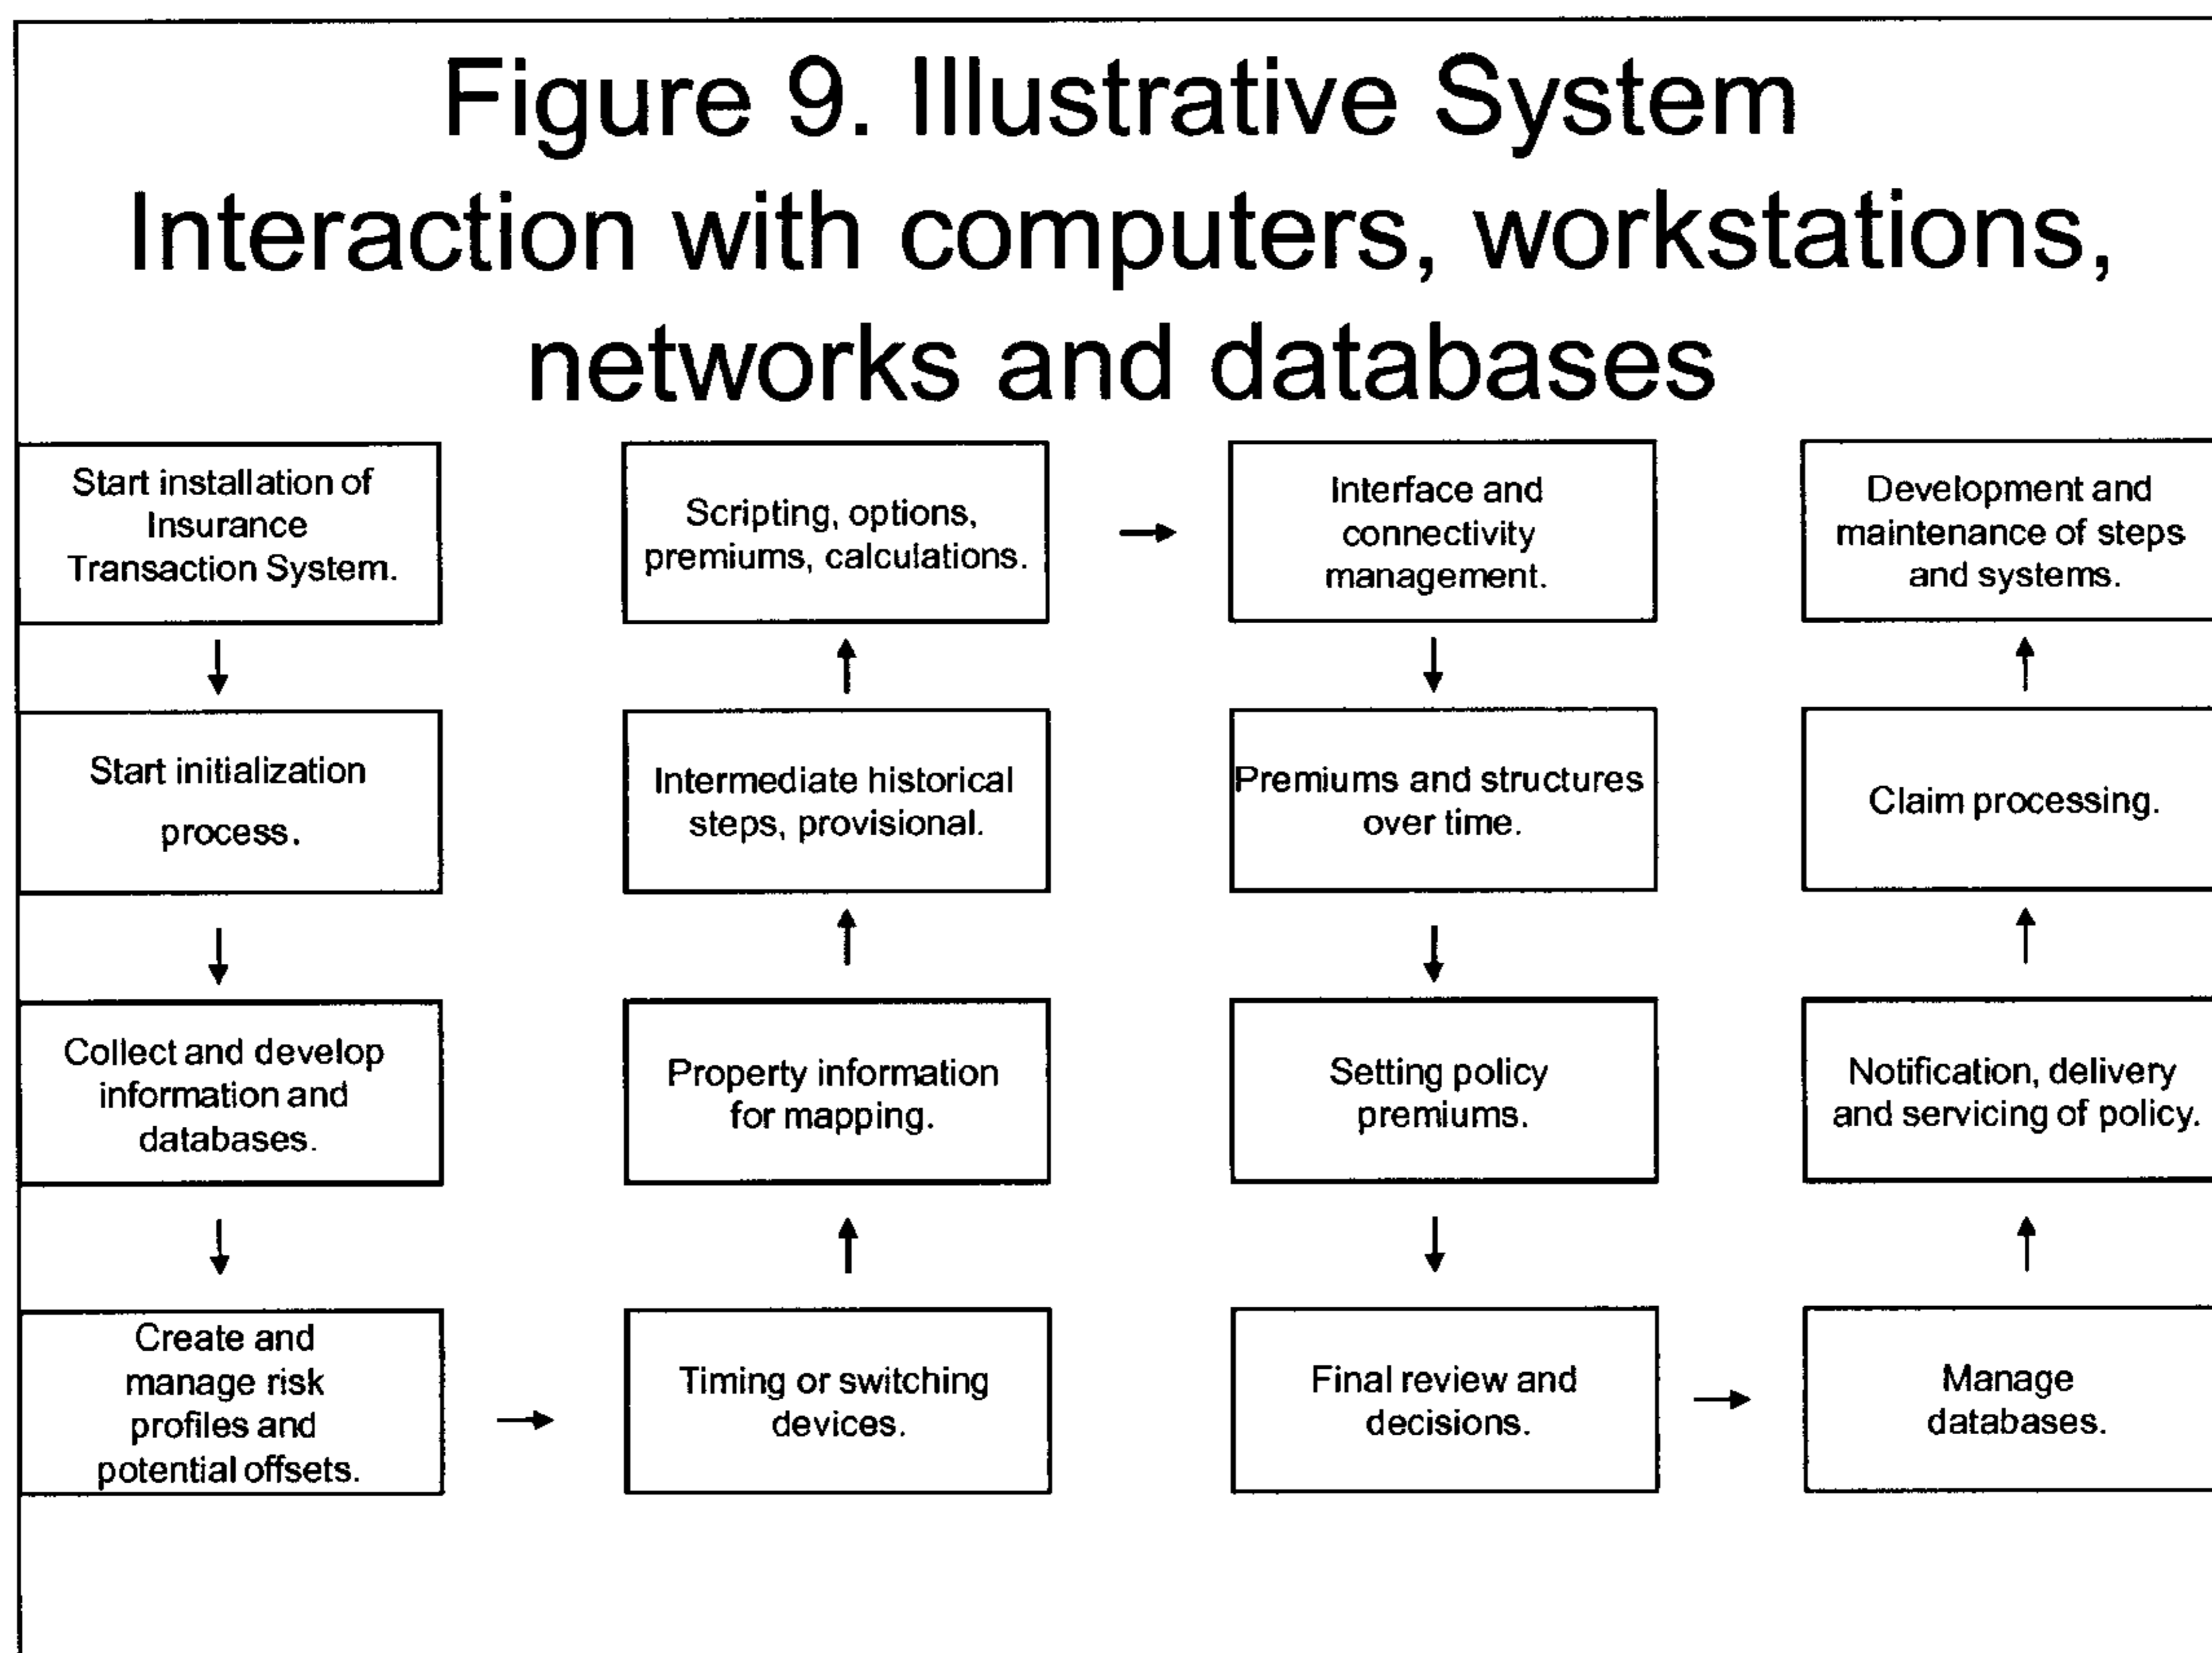 Figure 9. Illustrative System
Interaction with computers, workstations,
networks and databases
Start installation of
Insurance
Transaction System.
Start initialization
process.
Collect and develop
information and
databases.
Create and
manage risk
profiles and
potential offsets.
Timing or switching
devices.
Property information
for mapping.
Intermediate historical
steps, provisional.
Scripting, options,
premiums, calculations.
Interface and
connectivity
management.
Premiums and structures
over time.
Setting policy
premiums.
Final review and
decisions.
Manage
databases.
Notification, delivery
and servicing of policy.
Claim processing.
Development and
maintenance of steps
and systems.